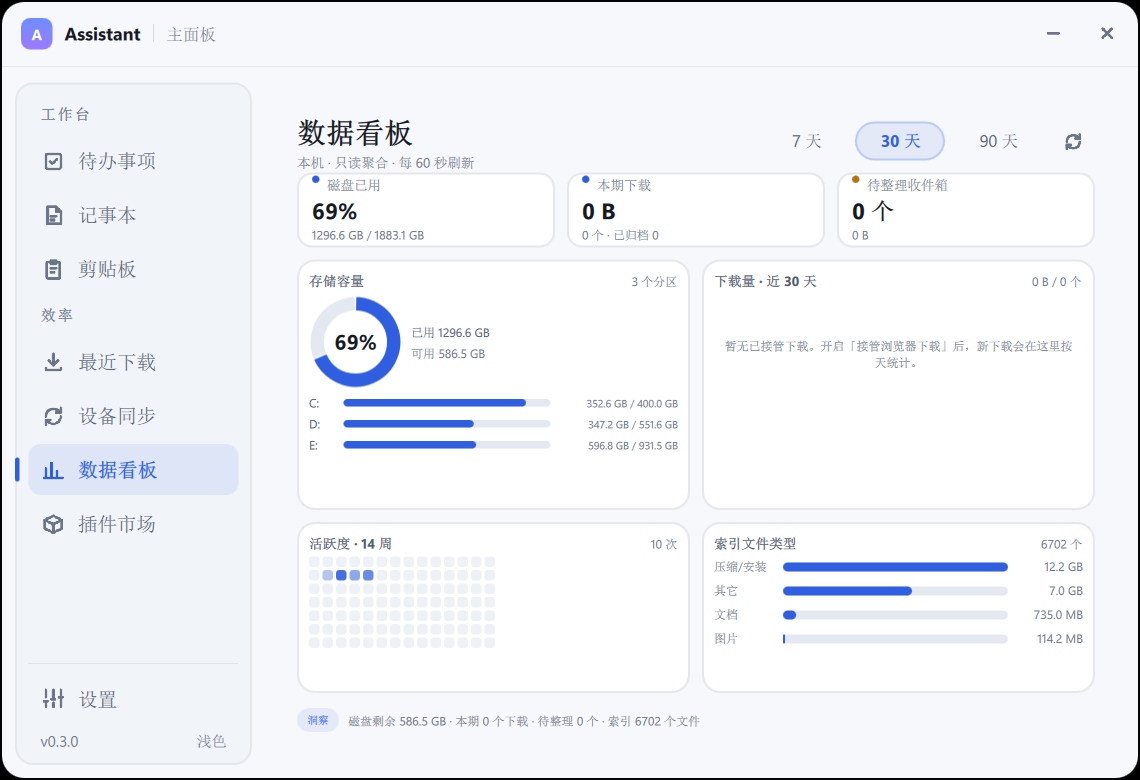 A Assistant 主面板
工作台
待办事项
记事本
剪贴板
效率
最近下载
设备同步
数据看板
插件市场
设置
v0.3.0 浅色
数据看板
本机 · 只读聚合 · 每 60 秒刷新
7 天 30 天 90 天
磁盘已用
69%
1296.6 GB / 1883.1 GB
本期下载
0 B
0 个 · 已归档 0
待整理收件箱
0 个
0 B
存储容量 3 个分区
69%
已用 1296.6 GB
可用 586.5 GB
C: 352.6 GB / 400.0 GB
D: 347.2 GB / 551.6 GB
E: 596.8 GB / 931.5 GB
下载量 · 近 30 天 0 B / 0 个
暂无已接管下载。开启「接管浏览器下载」后，新下载会在这里按
天统计。
活跃度 · 14 周 10 次
索引文件类型 6702 个
压缩/安装 12.2 GB
其它 7.0 GB
文档 735.0 MB
图片 114.2 MB
洞察 磁盘剩余 586.5 GB · 本期 0 个下载 · 待整理 0 个 · 索引 6702 个文件